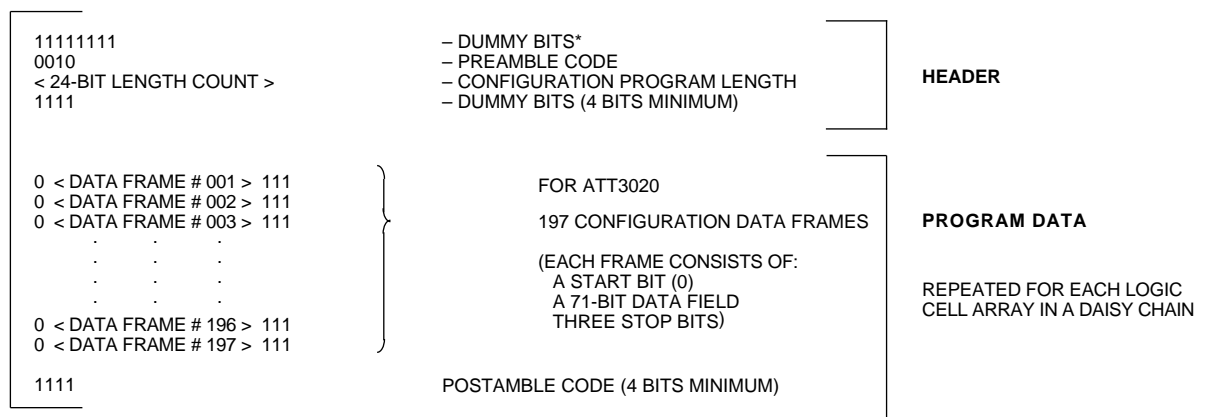 11111111 – DUMMY BITS*
0010 – PREAMBLE CODE
< 24-BIT LENGTH COUNT > – CONFIGURATION PROGRAM LENGTH
1111 – DUMMY BITS (4 BITS MINIMUM)
HEADER
0 < DATA FRAME # 001 > 111
0 < DATA FRAME # 002 > 111
0 < DATA FRAME # 003 > 111
. . .
. . .
. . .
. . .
0 < DATA FRAME # 196 > 111
0 < DATA FRAME # 197 > 111
FOR ATT3020
197 CONFIGURATION DATA FRAMES
(EACH FRAME CONSISTS OF:
A START BIT (0)
A 71-BIT DATA FIELD
THREE STOP BITS)
PROGRAM DATA
REPEATED FOR EACH LOGIC
CELL ARRAY IN A DAISY CHAIN
1111 POSTAMBLE CODE (4 BITS MINIMUM)